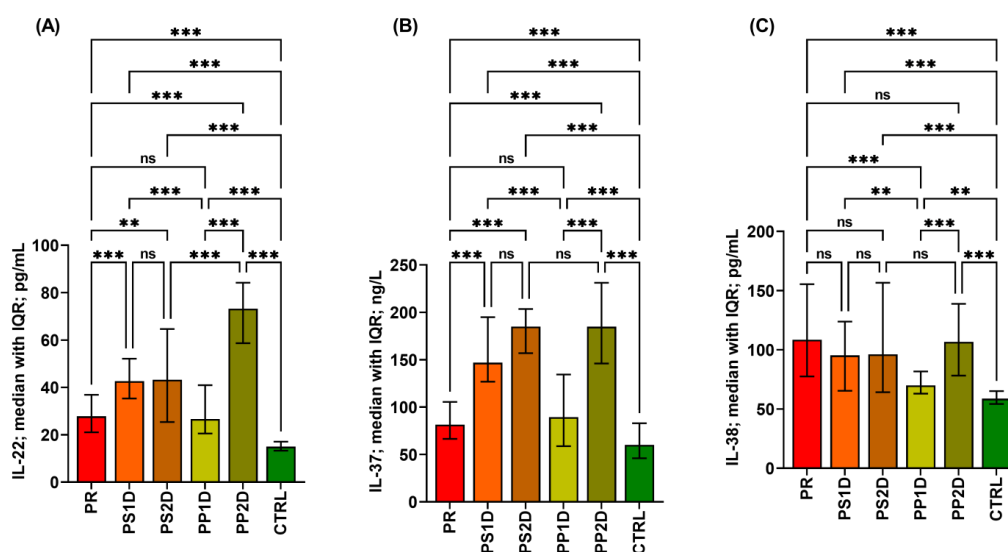 (A)
***
***
***
***
ns
***
***
**
***
***
ns
***
***
IL-22; median with IQR; pg/mL
100
80
60
40
20
0
PR
PS1D
PS2D
PP1D
PP2D
CTRL
(B)
***
***
***
***
ns
***
***
***
***
***
ns
ns
***
IL-37; median with IQR; ng/L
250
200
150
100
50
0
PR
PS1D
PS2D
PP1D
PP2D
CTRL
(C)
***
***
ns
***
***
**
**
ns
***
ns
ns
ns
***
IL-38; median with IQR; pg/mL
200
150
100
50
0
PR
PS1D
PS2D
PP1D
PP2D
CTRL